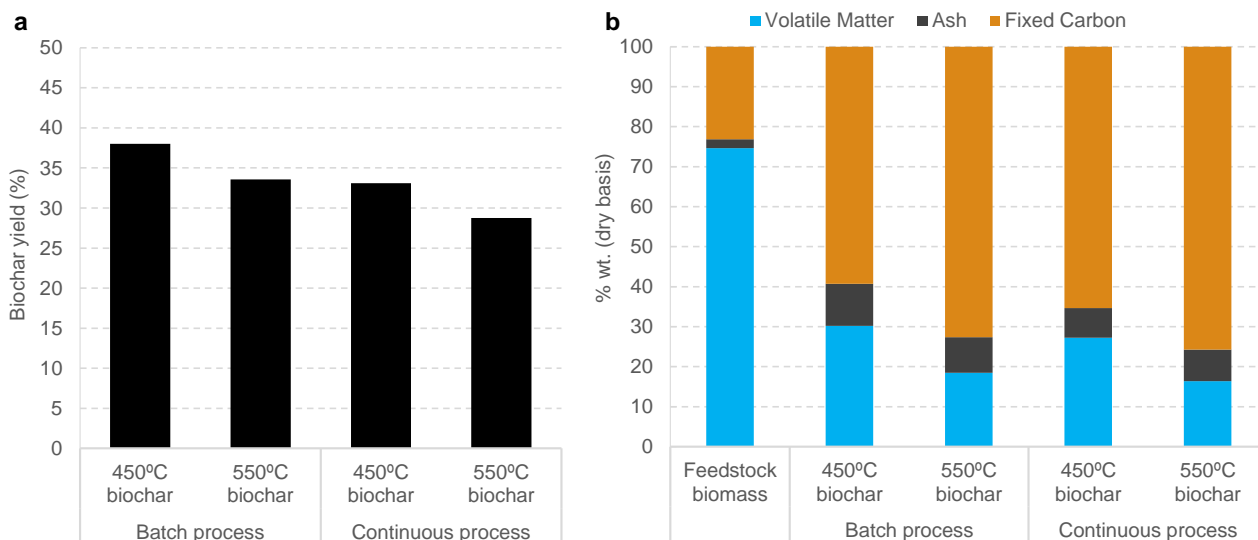 a
Biochar yield (%)
50
45
40
35
30
25
20
15
10
5
0
450ºC biochar
550ºC biochar
450ºC biochar
550ºC biochar
Batch process
Continuous process
b
Volatile Matter
Ash
Fixed Carbon
% wt. (dry basis)
100
90
80
70
60
50
40
30
20
10
0
Feedstock biomass
450ºC biochar
550ºC biochar
450ºC biochar
550ºC biochar
Batch process
Continuous process